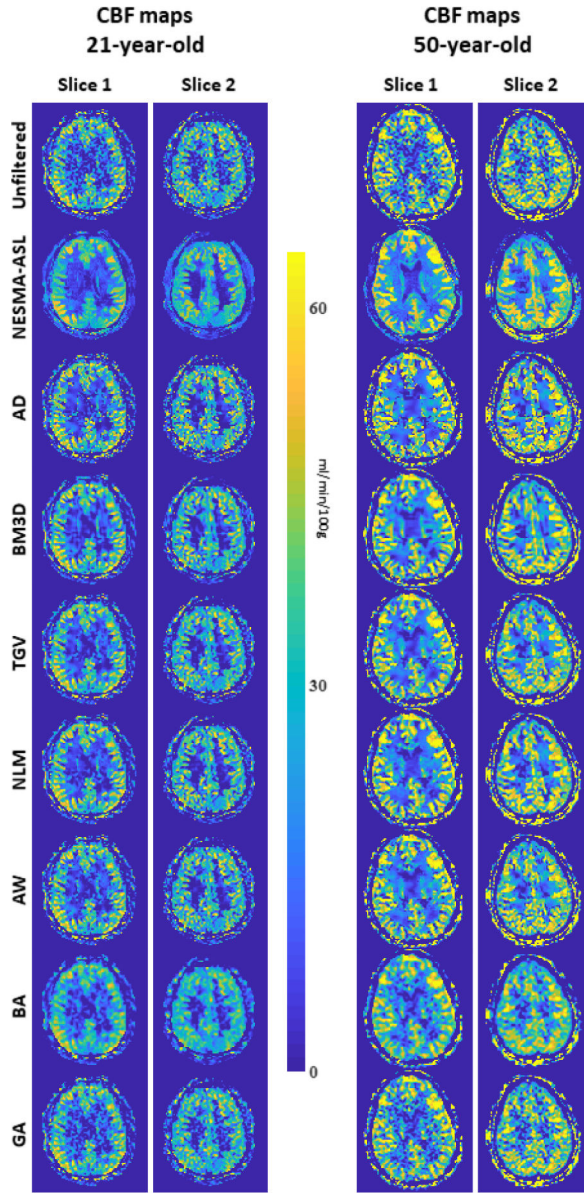 CBF maps
21-year-old
CBF maps
50-year-old
Slice 1
Slice 2
Slice 1
Slice 2
Unfiltered
NESMA-ASL
AD
BM3D
TGV
NLM
AW
BA
GA
60
ml/min/100g
30
0